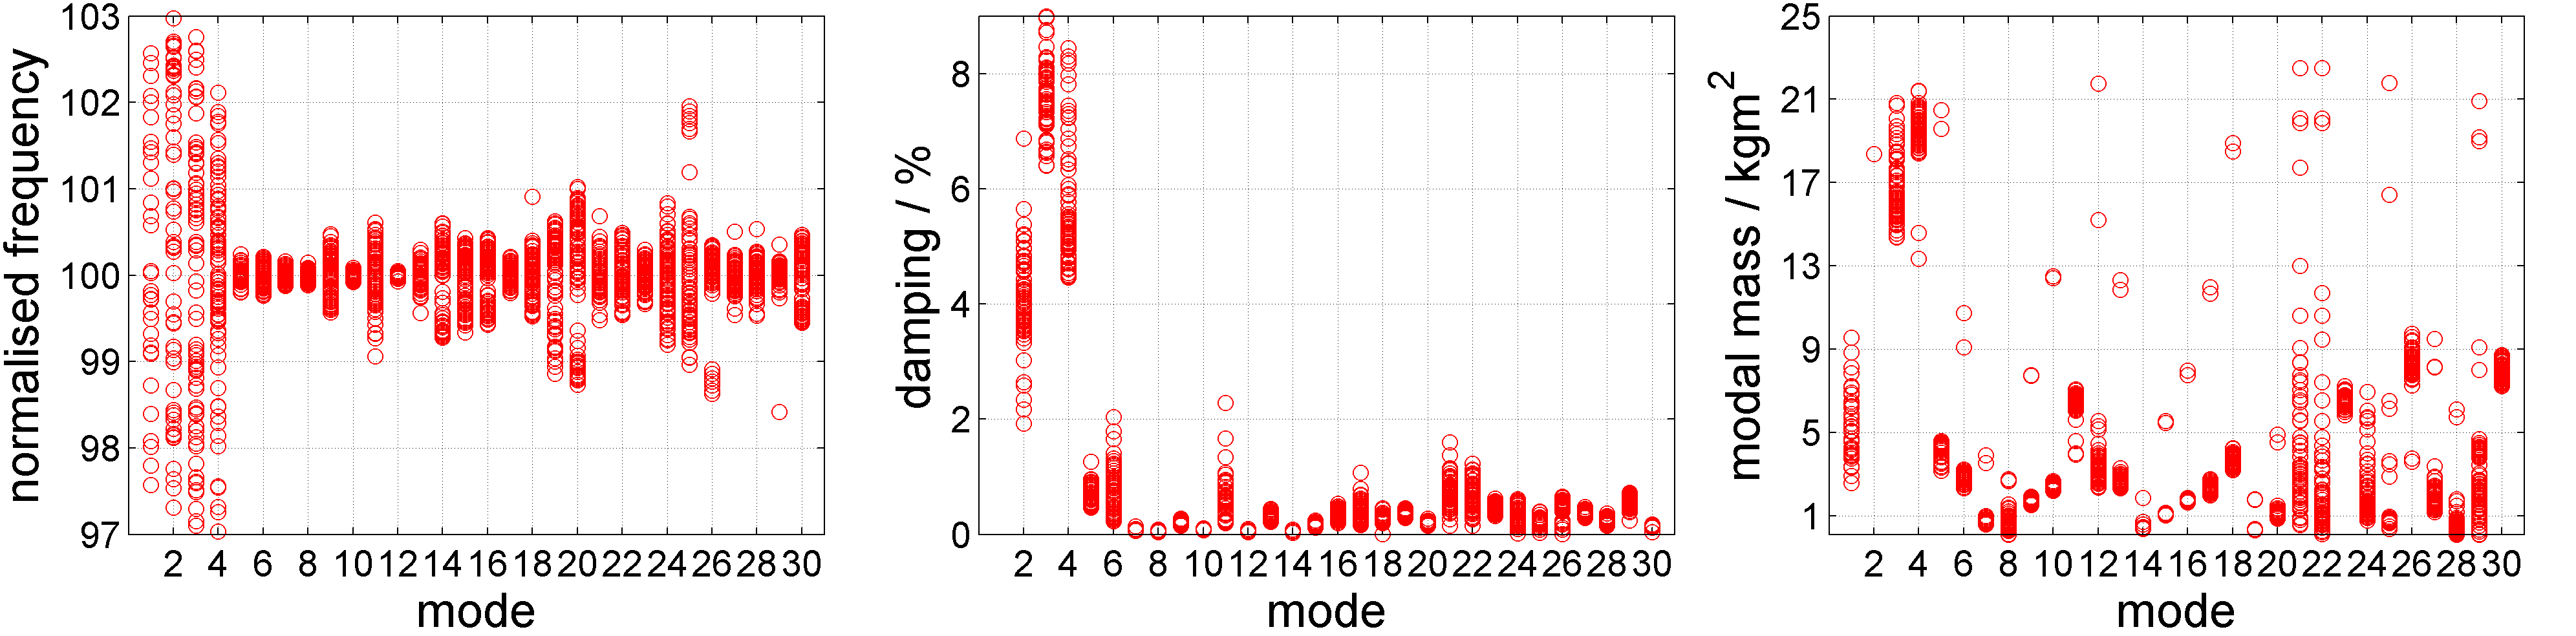 normalised frequency
103
102
101
100
99
98
97
2 4 6 8 10 12 14 16 18 20 22 24 26 28 30
mode
damping / %
8
6
4
2
0
2 4 6 8 10 12 14 16 18 20 22 24 26 28 30
mode
modal mass / kgm²
25
21
17
13
9
5
1
2 4 6 8 10 12 14 16 18 20 22 24 26 28 30
mode